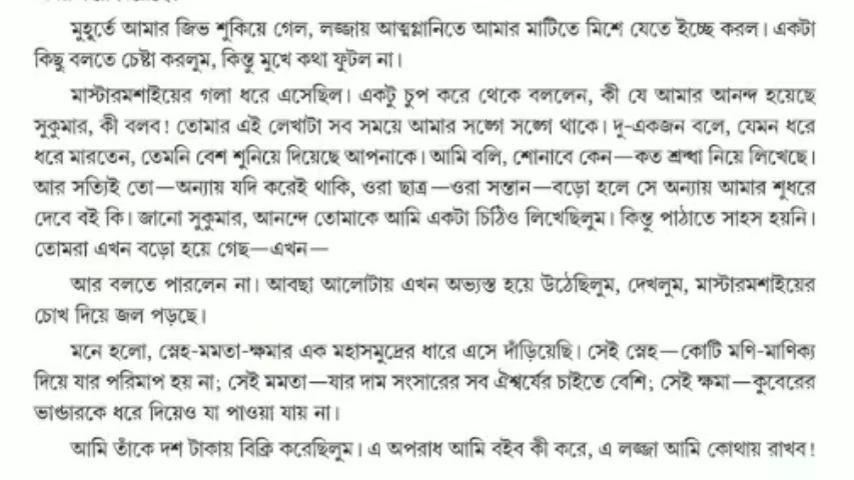 মুহূর্তে আমার জিভ শুকিয়ে গেল, লজ্জায় আত্মগ্লানিতে আমার মাটিতে মিশে যেতে ইচ্ছে করল। একটা
কিছু বলতে চেষ্টা করলুম, কিন্তু মুখে কথা ফুটল না।
মাস্টারমশাইয়ের গলা ধরে এসেছিল। একটু চুপ করে থেকে বললেন, কী যে আমার আনন্দ হয়েছে
সুকুমার, কী বলব! তোমার এই লেখাটা সব সময়ে আমার সঙ্গে সঙ্গে থাকে। দু-একজন বলে, যেমন ধরে
ধরে মারতেন, তেমনি বেশ শুনিয়ে দিয়েছে আপনাকে। আমি বলি, শোনাবে কেন—কত শ্রদ্ধা নিয়ে লিখেছে।
আর সত্যিই তো—অন্যায় যদি করেই থাকি, ওরা ছাত্র—ওরা সন্তান—বড়ো হলে সে অন্যায় আমার শুধরে
দেবে বই কি। জানো সুকুমার, আনন্দে তোমাকে আমি একটা চিঠিও লিখেছিলুম। কিন্তু পাঠাতে সাহস হয়নি।
তোমরা এখন বড়ো হয়ে গেছ—এখন—
আর বলতে পারলেন না। আবছা আলোটায় এখন অভ্যস্ত হয়ে উঠেছিলুম, দেখলুম, মাস্টারমশাইয়ের
চোখ দিয়ে জল পড়ছে।
মনে হলো, স্নেহ-মমতা-ক্ষমার এক মহাসমুদ্রের ধারে এসে দাঁড়িয়েছি। সেই স্নেহ—কোটি মণি-মাণিক্য
দিয়ে যার পরিমাপ হয় না; সেই মমতা—যার দাম সংসারের সব ঐশ্বর্যের চাইতে বেশি; সেই ক্ষমা—কুবেরের
ভাণ্ডারকে ধরে দিয়েও যা পাওয়া যায় না।
আমি তাঁকে দশ টাকায় বিক্রি করেছিলুম। এ অপরাধ আমি বইব কী করে, এ লজ্জা আমি কোথায় রাখব!